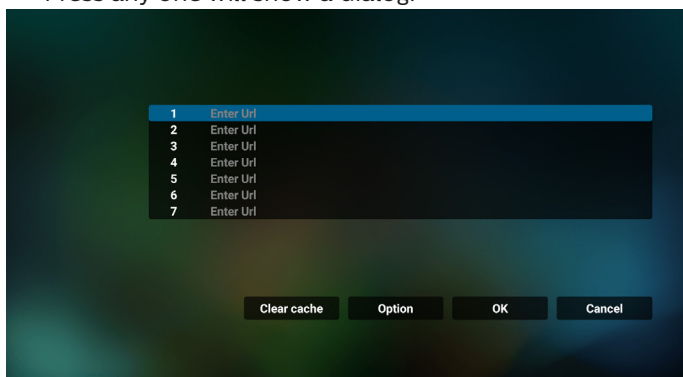 Press any one will show a dialog.
1 Enter Url
2 Enter Url
3 Enter Url
4 Enter Url
5 Enter Url
6 Enter Url
7 Enter Url
Clear cache Option OK Cancel